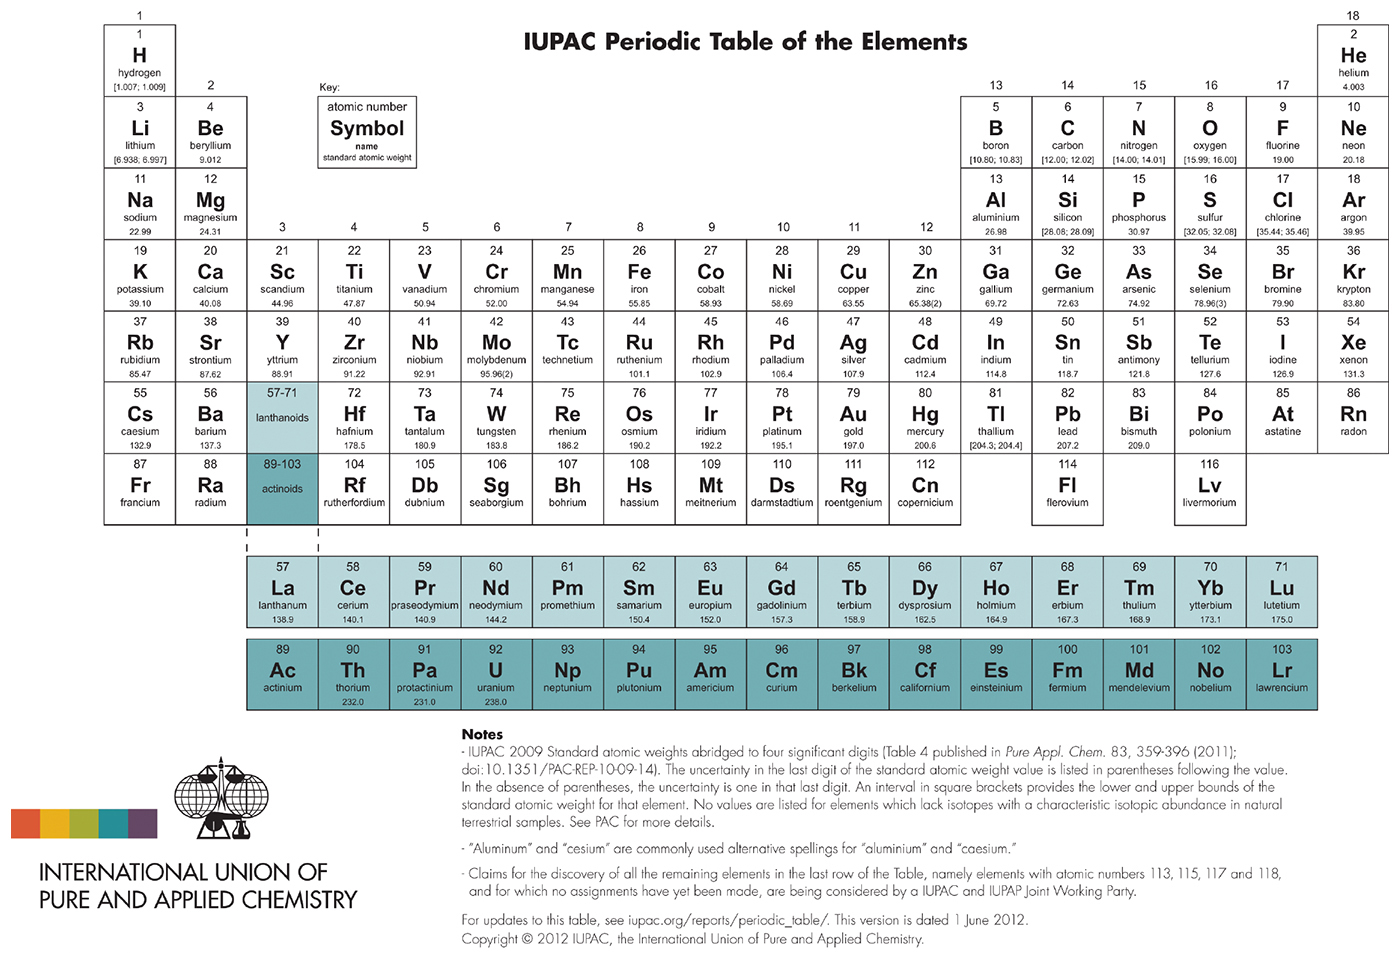 1
18
1
H
hydrogen
[1.007; 1.009]
IUPAC Periodic Table of the Elements
2
He
helium
4.003
2
Key:
13
14
15
16
17
3
Li
lithium
[6.938; 6.997]
4
Be
beryllium
9.012
atomic number
Symbol
name
standard atomic weight
5
B
boron
[10.80; 10.83]
6
C
carbon
[12.00; 12.02]
7
N
nitrogen
[14.00; 14.01]
8
O
oxygen
[15.99; 16.00]
9
F
fluorine
19.00
10
Ne
neon
20.18
11
Na
sodium
22.99
12
Mg
magnesium
24.31
3
4
5
6
7
8
9
10
11
12
13
Al
aluminium
26.98
14
Si
silicon
[28.08; 28.09]
15
P
phosphorus
30.97
16
S
sulfur
[32.05; 32.08]
17
Cl
chlorine
[35.44; 35.46]
18
Ar
argon
39.95
19
K
potassium
39.10
20
Ca
calcium
40.08
21
Sc
scandium
44.96
22
Ti
titanium
47.87
23
V
vanadium
50.94
24
Cr
chromium
52.00
25
Mn
manganese
54.94
26
Fe
iron
55.85
27
Co
cobalt
58.93
28
Ni
nickel
58.69
29
Cu
copper
63.55
30
Zn
zinc
65.38(2)
31
Ga
gallium
69.72
32
Ge
germanium
72.63
33
As
arsenic
74.92
34
Se
selenium
78.96(3)
35
Br
bromine
79.90
36
Kr
krypton
83.80
37
Rb
rubidium
85.47
38
Sr
strontium
87.62
39
Y
yttrium
88.91
40
Zr
zirconium
91.22
41
Nb
niobium
92.91
42
Mo
molybdenum
95.96(2)
43
Tc
technetium
44
Ru
ruthenium
101.1
45
Rh
rhodium
102.9
46
Pd
palladium
106.4
47
Ag
silver
107.9
48
Cd
cadmium
112.4
49
In
indium
114.8
50
Sn
tin
118.7
51
Sb
antimony
121.8
52
Te
tellurium
127.6
53
I
iodine
126.9
54
Xe
xenon
131.3
55
Cs
caesium
132.9
56
Ba
barium
137.3
57-71
lanthanoids
72
Hf
hafnium
178.5
73
Ta
tantalum
180.9
74
W
tungsten
183.8
75
Re
rhenium
186.2
76
Os
osmium
190.2
77
Ir
iridium
192.2
78
Pt
platinum
195.1
79
Au
gold
197.0
80
Hg
mercury
200.6
81
Tl
thallium
[204.3; 204.4]
82
Pb
lead
207.2
83
Bi
bismuth
209.0
84
Po
polonium
85
At
astatine
86
Rn
radon
87
Fr
francium
88
Ra
radium
89-103
actinoids
104
Rf
rutherfordium
105
Db
dubnium
106
Sg
seaborgium
107
Bh
bohrium
108
Hs
hassium
109
Mt
meitnerium
110
Ds
darmstadtium
111
Rg
roentgenium
112
Cn
copernicium
114
Fl
flerovium
116
Lv
livermorium
57
La
lanthanum
138.9
58
Ce
cerium
140.1
59
Pr
praseodymium
140.9
60
Nd
neodymium
144.2
61
Pm
promethium
62
Sm
samarium
150.4
63
Eu
europium
152.0
64
Gd
gadolinium
157.3
65
Tb
terbium
158.9
66
Dy
dysprosium
162.5
67
Ho
holmium
164.9
68
Er
erbium
167.3
69
Tm
thulium
168.9
70
Yb
ytterbium
173.1
71
Lu
lutetium
175.0
89
Ac
actinium
90
Th
thorium
232.0
91
Pa
protactinium
231.0
92
U
uranium
238.0
93
Np
neptunium
94
Pu
plutonium
95
Am
americium
96
Cm
curium
97
Bk
berkelium
98
Cf
californium
99
Es
einsteinium
100
Fm
fermium
101
Md
mendelevium
102
No
nobelium
103
Lr
lawrencium
Notes
- IUPAC 2009 Standard atomic weights abridged to four significant digits (Table 4 published in Pure Appl. Chem. 83, 359-396 (2011);
doi:10.1351/PAC-REP-10-09-14). The uncertainty in the last digit of the standard atomic weight value is listed in parentheses following the value.
In the absence of parentheses, the uncertainty is one in that last digit. An interval in square brackets provides the lower and upper bounds of the
standard atomic weight for that element. No values are listed for elements which lack isotopes with a characteristic isotopic abundance in natural
terrestrial samples. See PAC for more details.
- “Aluminum” and “cesium” are commonly used alternative spellings for “aluminium” and “caesium.”
- Claims for the discovery of all the remaining elements in the last row of the Table, namely elements with atomic numbers 113, 115, 117 and 118,
and for which no assignments have yet been made, are being considered by a IUPAC and IUPAP Joint Working Party.
For updates to this table, see iupac.org/reports/periodic_table/. This version is dated 1 June 2012.
Copyright © 2012 IUPAC, the International Union of Pure and Applied Chemistry.
INTERNATIONAL UNION OF
PURE AND APPLIED CHEMISTRY